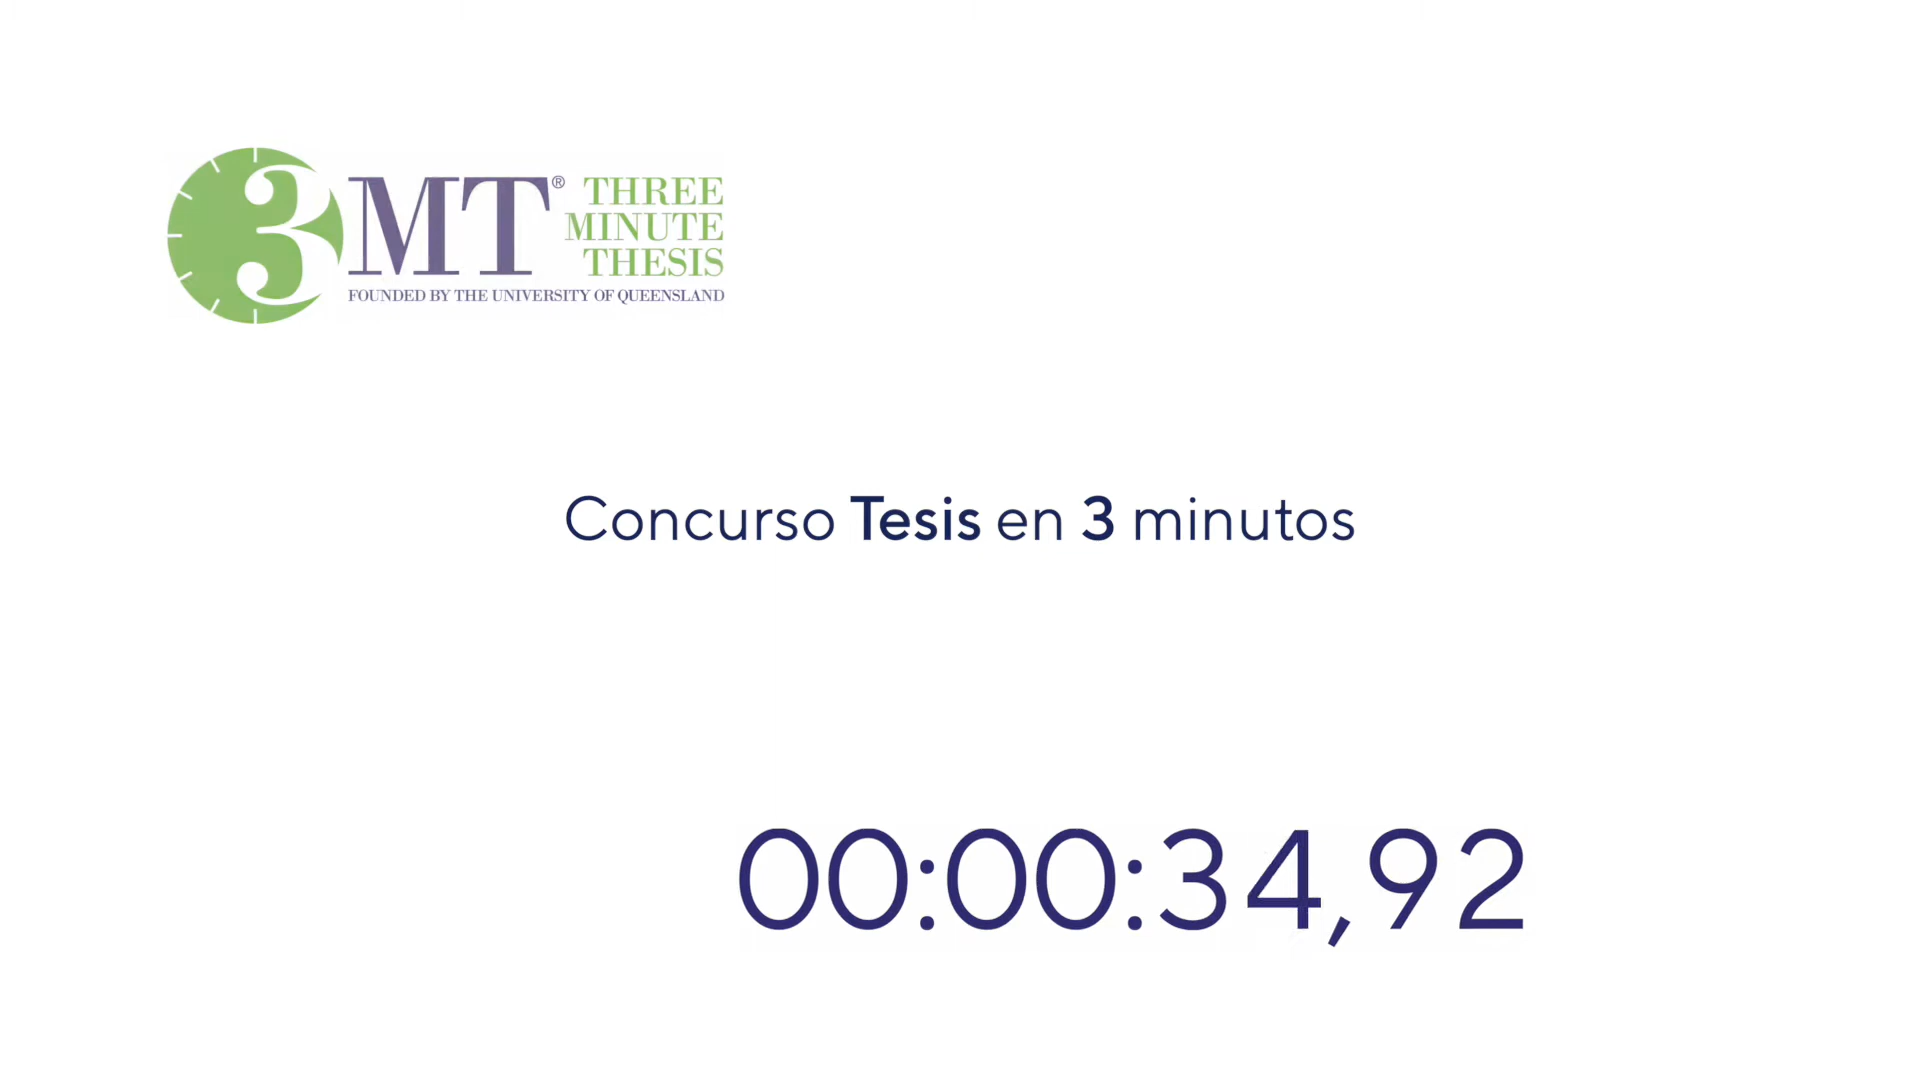 3MT® THREE
MINUTE
THESIS
FOUNDED BY THE UNIVERSITY OF QUEENSLAND
Concurso Tesis en 3 minutos
00:00:34,92